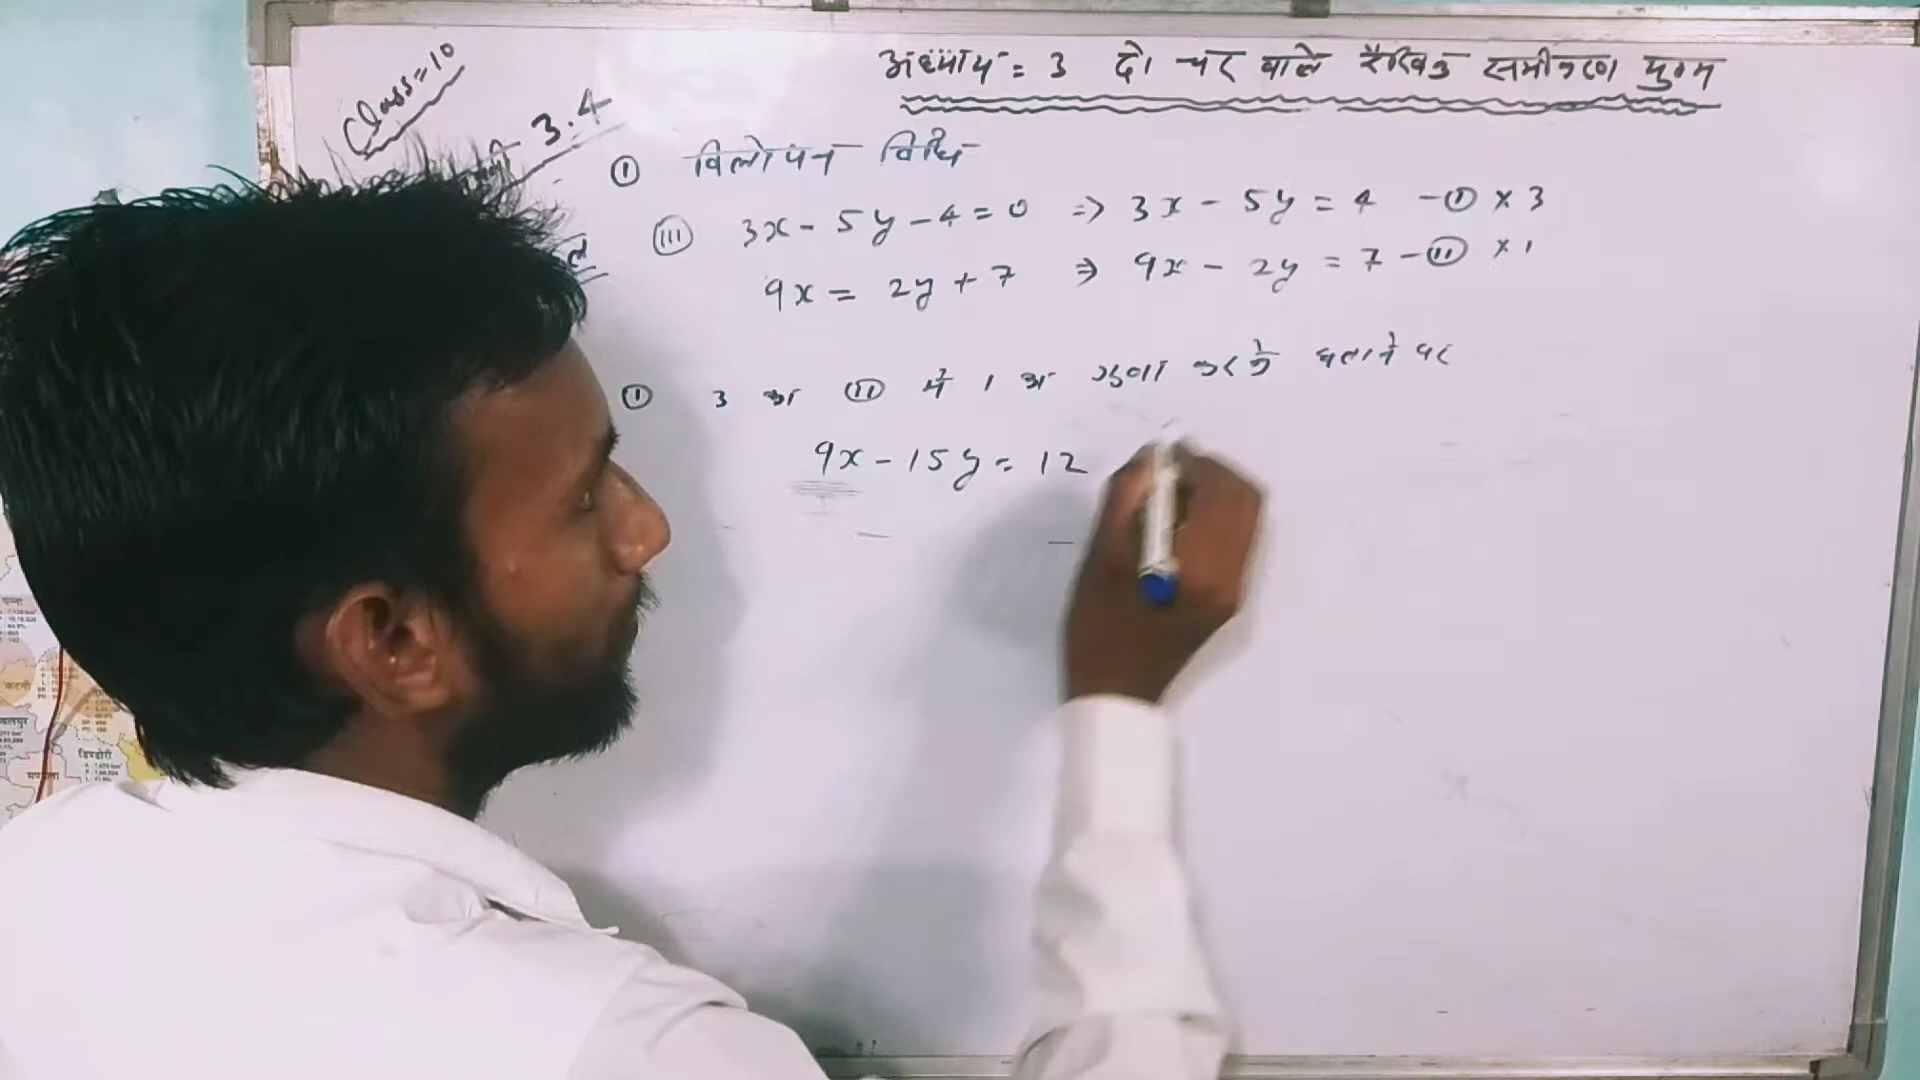 Class=10
अध्याय = 3 दो चर वाले रैखिक समीकरण युग्म
3.4
① विलोपन विधि
(III) 3x - 5y - 4 = 0 ⇒ 3x - 5y = 4 - ① × 3
9x = 2y + 7 ⇒ 9x - 2y = 7 - (II) × 1
① 3 का (II) में 1 का गुणा करके घटाने पर
9x - 15y = 12
डिण्डोरी
कटनी